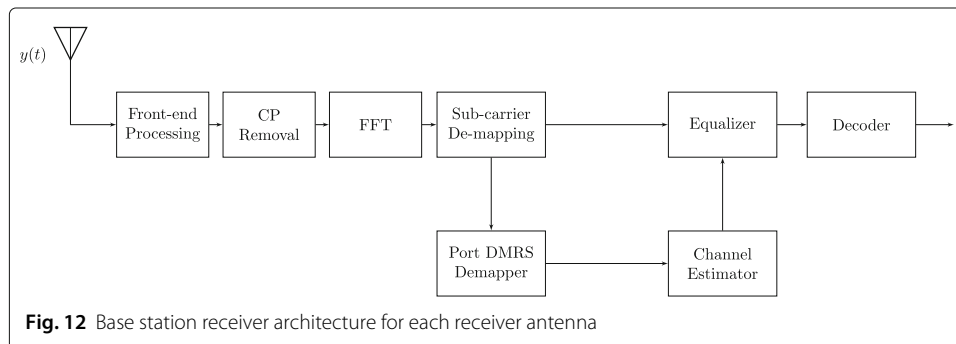 y(t)
Front-end
Processing
CP
Removal
FFT
Sub-carrier
De-mapping
Equalizer
Decoder
Port DMRS
Demapper
Channel
Estimator
Fig. 12 Base station receiver architecture for each receiver antenna